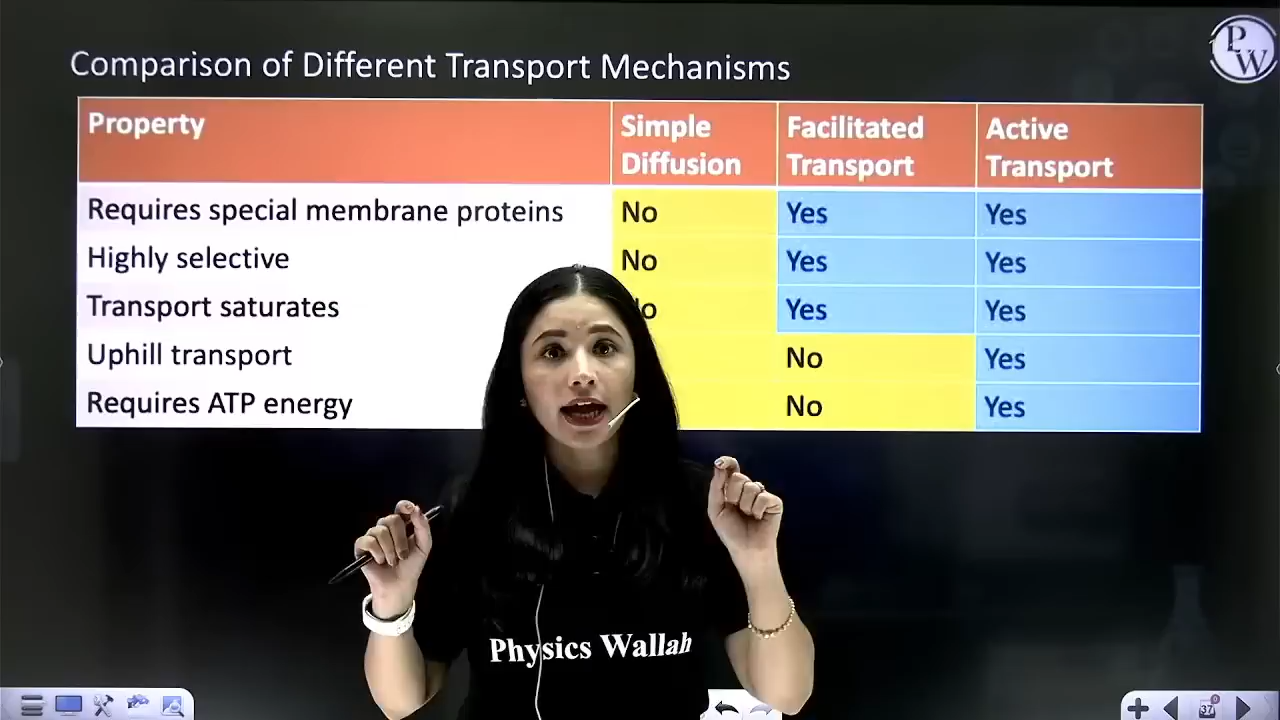 Comparison of Different Transport Mechanisms
PW
Property
Simple Diffusion
Facilitated Transport
Active Transport
Requires special membrane proteins No Yes Yes
Highly selective No Yes Yes
Transport saturates Yes Yes
Uphill transport No Yes
Requires ATP energy No Yes
Physics Wallah
37